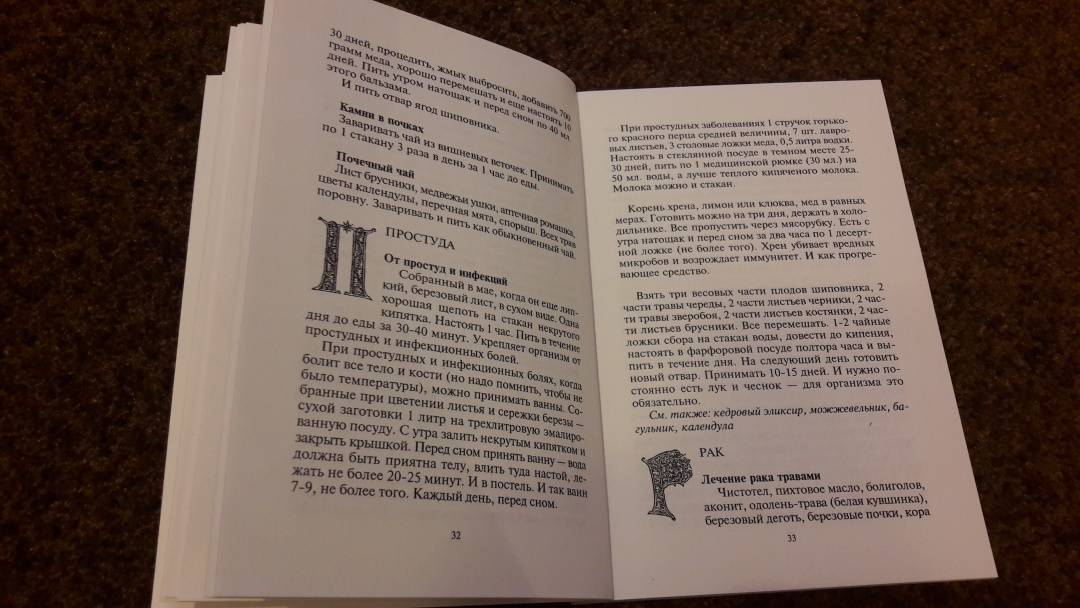 30 дней, процедить, жмых выбросить, добавить 700
грамм меда, хорошо перемешать и еще настоять 10
дней. Пить утром натощак и перед сном по 40 мл.
этого бальзама.
И пить отвар ягод шиповника.
Камни в почках
Заваривать чай из вишневых веточек. Принимать
по 1 стакану 3 раза в день за 1 час до еды.
Почечный чай
Лист брусники, медвежьи ушки, аптечная ромашка,
цветы календулы, перечная мята, спорыш. Всех трав
поровну. Заваривать и пить как обыкновенный чай.
П ПРОСТУДА
От простуд и инфекций
Собранный в мае, когда он еще лип-
кий, березовый лист, в сухом виде. Одна
хорошая щепоть на стакан некрутого
кипятка. Настоять 1 час. Пить в течение
дня до еды за 30-40 минут. Укрепляет организм от
простудных и инфекционных болей.
При простудных и инфекционных болях, когда
болит все тело и кости (но надо помнить, чтобы не
было температуры), можно принимать ванны. Со-
бранные при цветении листья и сережки березы –
сухой заготовки 1 литр на трехлитровую эмалиро-
ванную посуду. С утра залить некрутым кипятком и
закрыть крышкой. Перед сном принять ванну – вода
должна быть приятна телу, влить туда настой, ле-
жать не более 20-25 минут. И в постель. И так ванн
7-9, не более того. Каждый день, перед сном.
32
При простудных заболеваниях 1 стручок горько-
го красного перца средней величины, 7 шт. лавро-
вых листьев, 3 столовые ложки меда, 0,5 литра водки.
Настоять в стеклянной посуде в темном месте 25-
30 дней, пить по 1 медицинской рюмке (30 мл.) на
50 мл. воды, а лучше теплого кипяченого молока.
Молока можно и стакан.
Корень хрена, лимон или клюква, мед в равных
мерах. Готовить можно на три дня, держать в холо-
дильнике. Все пропустить через мясорубку. Есть с
утра натощак и перед сном за два часа по 1 десерт-
ной ложке (не более того). Хрен убивает вредных
микробов и возрождает иммунитет. И как прогре-
вающее средство.
Взять три весовых части плодов шиповника, 2
части травы череды, 2 части листьев черники, 2 час-
ти травы зверобоя, 2 части листьев костянки, 2 час-
ти листьев брусники. Все перемешать. 1-2 чайные
ложки сбора на стакан воды, довести до кипения,
настоять в фарфоровой посуде полтора часа и вы-
пить в течение дня. На следующий день готовить
новый отвар. Принимать 10-15 дней. И нужно по-
стоянно есть лук и чеснок — для организма это
обязательно.
См. также: кедровый эликсир, можжевельник, ба-
гульник, календула
Р РАК
Лечение рака травами
Чистотел, пихтовое масло, болиголов,
аконит, одолень-трава (белая кувшинка),
березовый деготь, березовые почки, кора
33